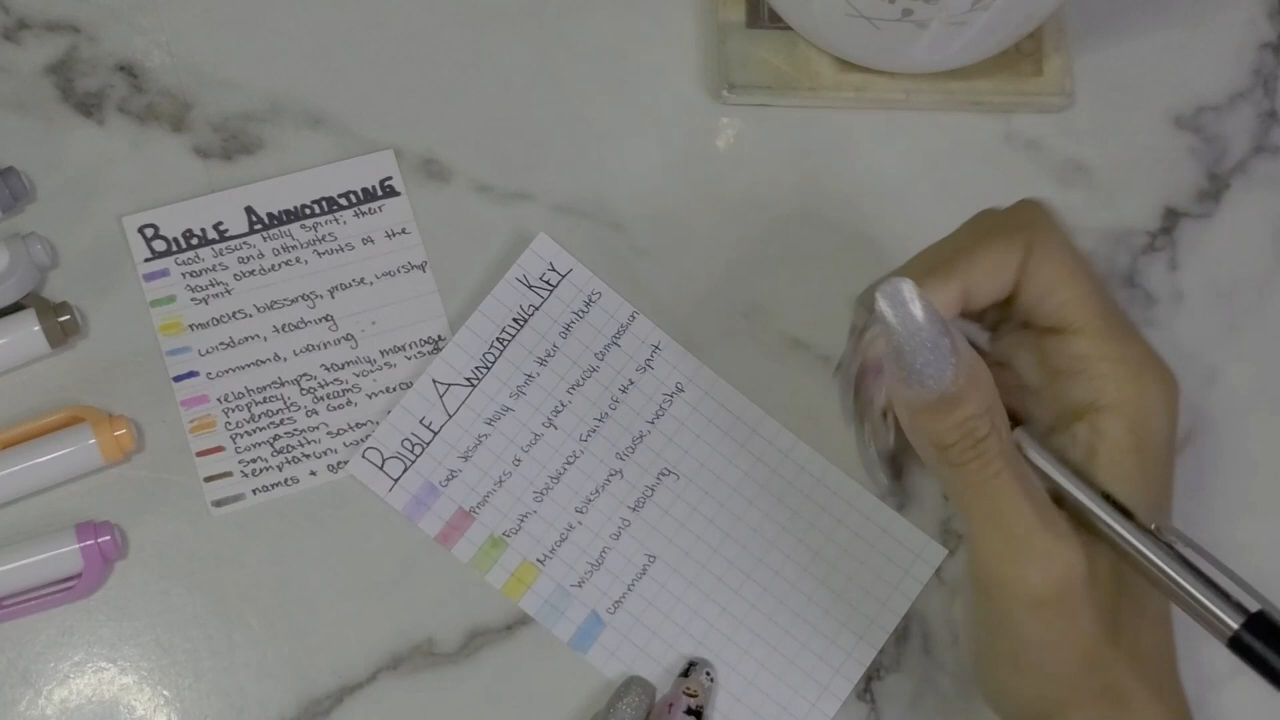 BIBLE ANNOTATING
God, Jesus, Holy Spirit; their
names and attributes
faith, obedience, fruits of the
spirit
miracles, blessings, praise, worship
wisdom, teaching
command, warning
relationships, family, marriage
prophecy, oaths, vows,
covenants, dreams
promises of God,
compassion
sin, death, satan,
temptation,
names +
BIBLE ANNOTATING KEY
God, Jesus, Holy Spirit, their attributes
Promises of God, grace, mercy, compassion
Faith, obedience, Fruits of the Spirit
Miracle, Blessing, Praise, Worship
Wisdom and teaching
command